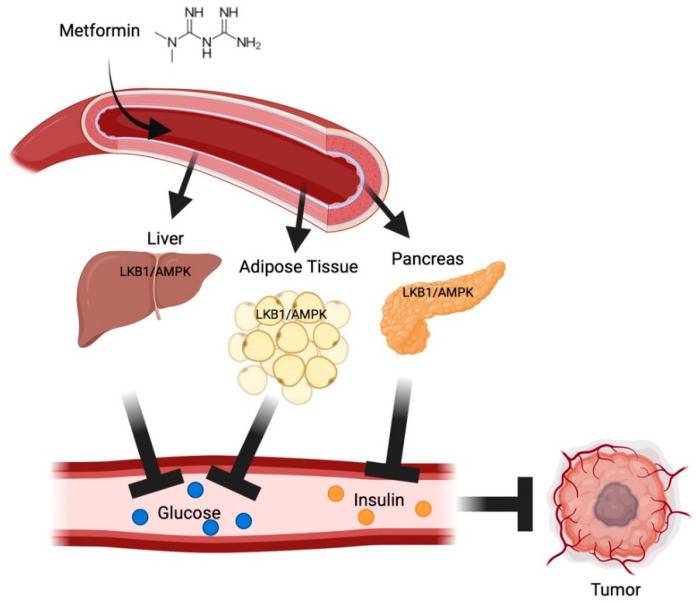 Metformin
NH NH
N N NH₂
H
Liver
LKB1/AMPK
Adipose Tissue
LKB1/AMPK
Pancreas
LKB1/AMPK
Glucose
Insulin
Tumor